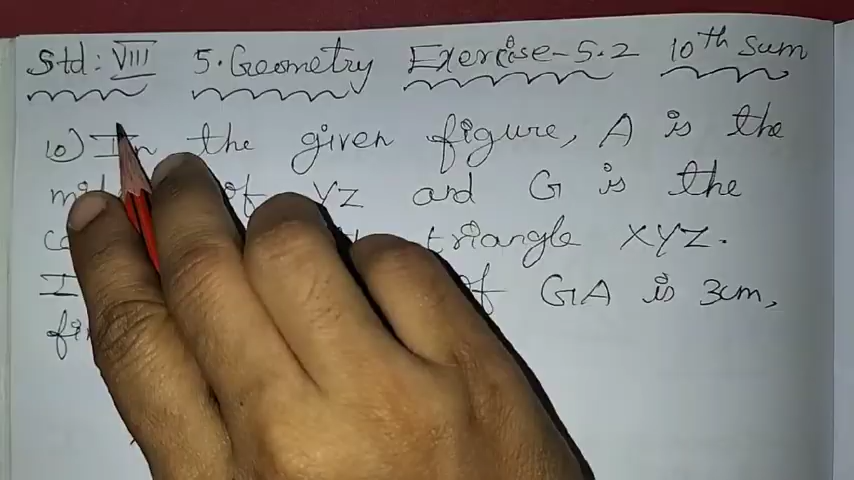 Std: VIII 5. Geometry Exercise-5.2 10th Sum
10) In the given figure, A is the
of YZ and G is the
triangle XYZ.
of GA is 3cm,